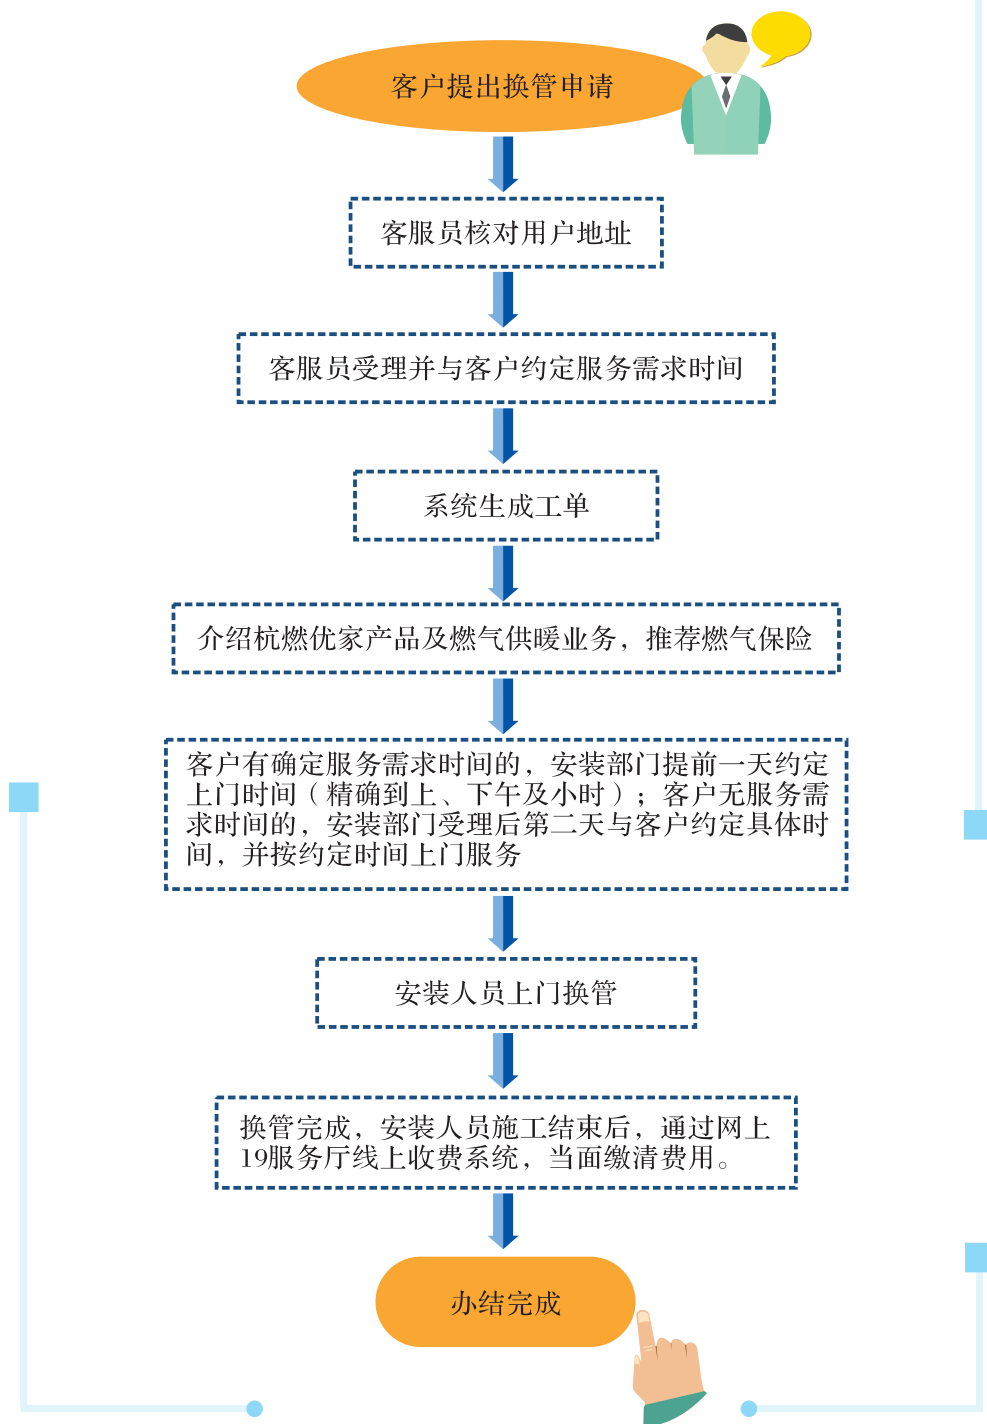 客户提出换管申请
客服员核对用户地址
客服员受理并与客户约定服务需求时间
系统生成工单
介绍杭燃优家产品及燃气供暖业务，推荐燃气保险
客户有确定服务需求时间的，安装部门提前一天约定
上门时间（精确到上、下午及小时）；客户无服务需
求时间的，安装部门受理后第二天与客户约定具体时
间，并按约定时间上门服务
安装人员上门换管
换管完成，安装人员施工结束后，通过网上
19服务厅线上收费系统，当面缴清费用。
办结完成